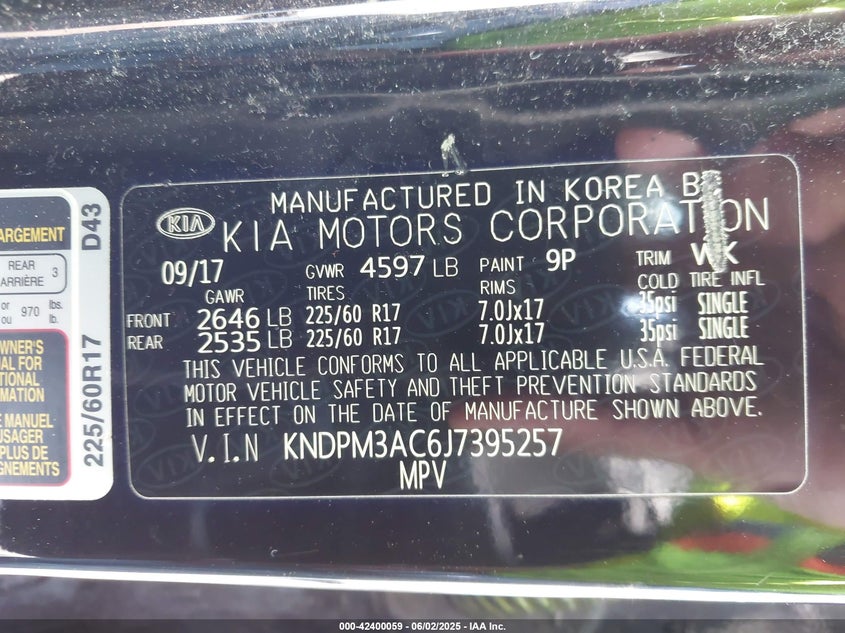 MANUFACTURED IN KOREA BY
KIA KIA MOTORS CORPORATION
09/17 GVWR 4597 LB PAINT 9P TRIM WK
GAWR TIRES RIMS COLD TIRE INFL
FRONT 2646 LB 225/60 R17 7.0Jx17 35psi SINGLE
REAR 2535 LB 225/60 R17 7.0Jx17 35psi SINGLE
THIS VEHICLE CONFORMS TO ALL APPLICABLE U.S.A. FEDERAL
MOTOR VEHICLE SAFETY AND THEFT PREVENTION STANDARDS
IN EFFECT ON THE DATE OF MANUFACTURE SHOWN ABOVE.
V.I.N KNDPM3AC6J7395257
MPV
ARGEMENT
REAR
ARRIÈRE 3
or
ou 970 lbs.
lb.
WNER'S
AL FOR
TIONAL
RMATION
E MANUEL
USAGER
PLUS DE
GNEMENTS
225/60R17 D43
000-42400059 - 06/02/2025 - IAA Inc.